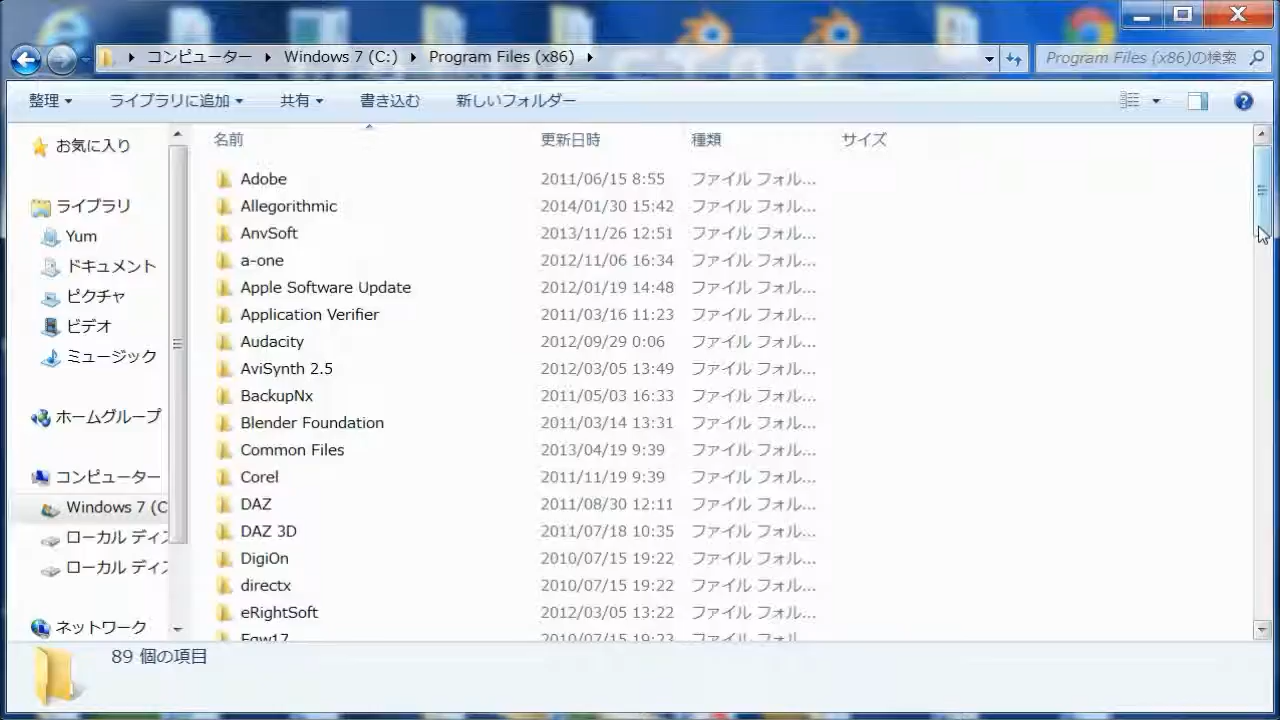 コンピューター Windows 7 (C:) Program Files (x86)
Program Files (x86)の検索
整理 ライブラリに追加 共有 書き込む 新しいフォルダー
お気に入り
ライブラリ
Yum
ドキュメント
ピクチャ
ビデオ
ミュージック
ホームグループ
コンピューター
Windows 7 (C
ローカル ディス
ローカル ディス
ネットワーク
名前 更新日時 種類 サイズ
Adobe 2011/06/15 8:55 ファイル フォル...
Allegorithmic 2014/01/30 15:42 ファイル フォル...
AnvSoft 2013/11/26 12:51 ファイル フォル...
a-one 2012/11/06 16:34 ファイル フォル...
Apple Software Update 2012/01/19 14:48 ファイル フォル...
Application Verifier 2011/03/16 11:23 ファイル フォル...
Audacity 2012/09/29 0:06 ファイル フォル...
AviSynth 2.5 2012/03/05 13:49 ファイル フォル...
BackupNx 2011/05/03 16:33 ファイル フォル...
Blender Foundation 2011/03/14 13:31 ファイル フォル...
Common Files 2013/04/19 9:39 ファイル フォル...
Corel 2011/11/19 9:39 ファイル フォル...
DAZ 2011/08/30 12:11 ファイル フォル...
DAZ 3D 2011/07/18 10:35 ファイル フォル...
DigiOn 2010/07/15 19:22 ファイル フォル...
directx 2010/07/15 19:22 ファイル フォル...
eRightSoft 2012/03/05 13:22 ファイル フォル...
2010/07/15 19:23 ファイル フォル
89 個の項目